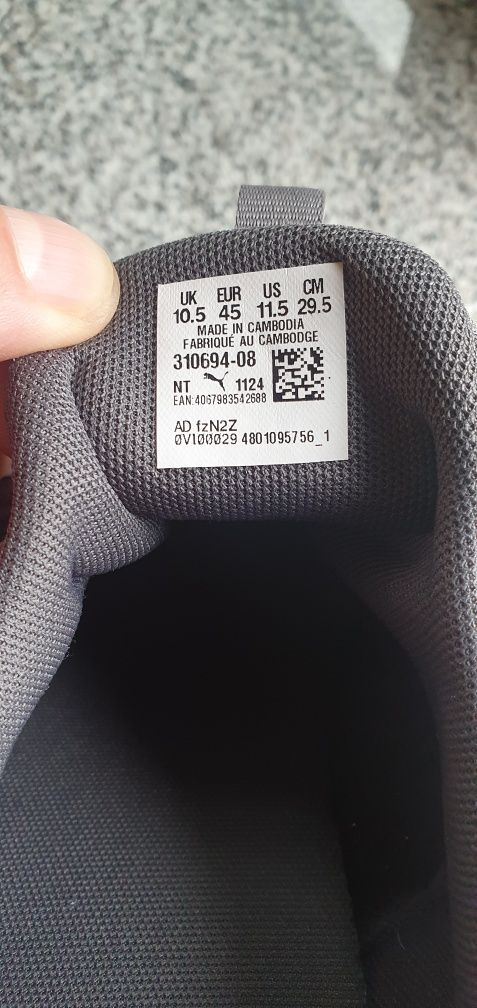 UK EUR US CM
10.5 45 11.5 29.5
MADE IN CAMBODIA
FABRIQUÉ AU CAMBODGE
310694-08
NT 1124
EAN:4067983542688
AD fzN2Z
0VI00029 4801095756_1